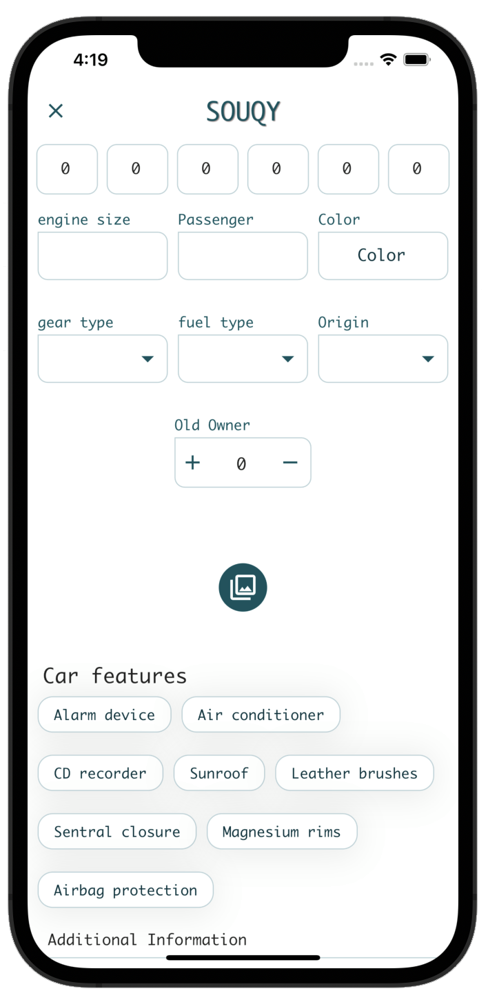 4:19
SOUQY
0 0 0 0 0 0
engine size Passenger Color
Color
gear type fuel type Origin
Old Owner
+ 0 −
Car features
Alarm device Air conditioner
CD recorder Sunroof Leather brushes
Sentral closure Magnesium rims
Airbag protection
Additional Information